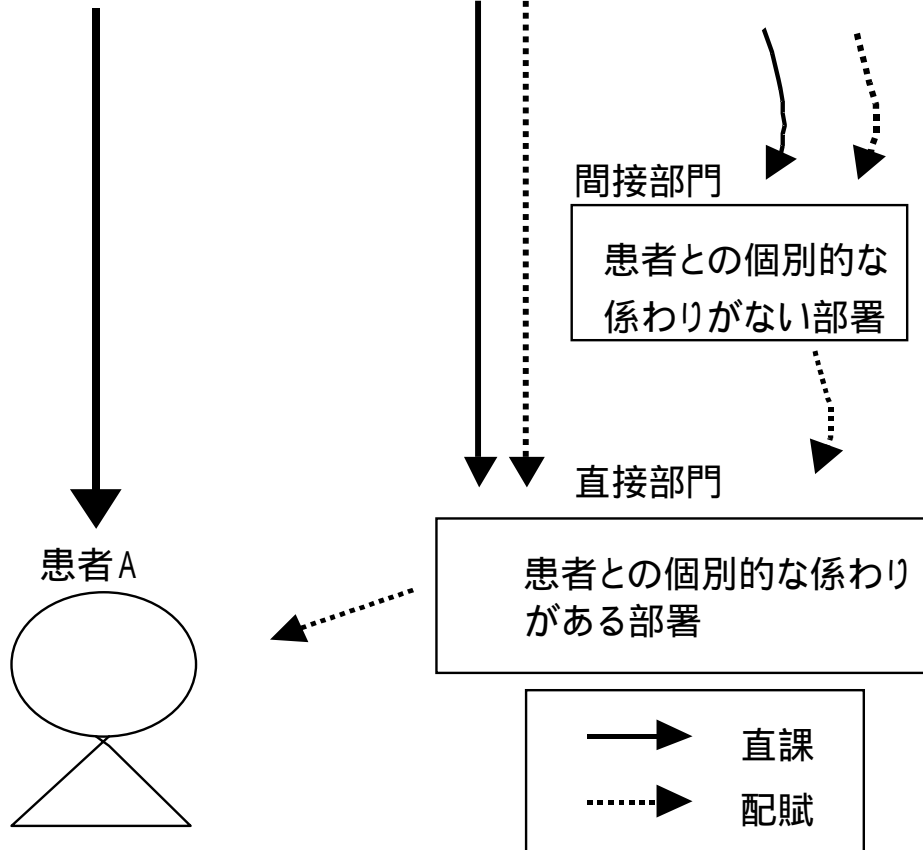 間接部門
患者との個別的な
係わりがない部署
直接部門
患者A
患者との個別的な係わり
がある部署
直課
配賦